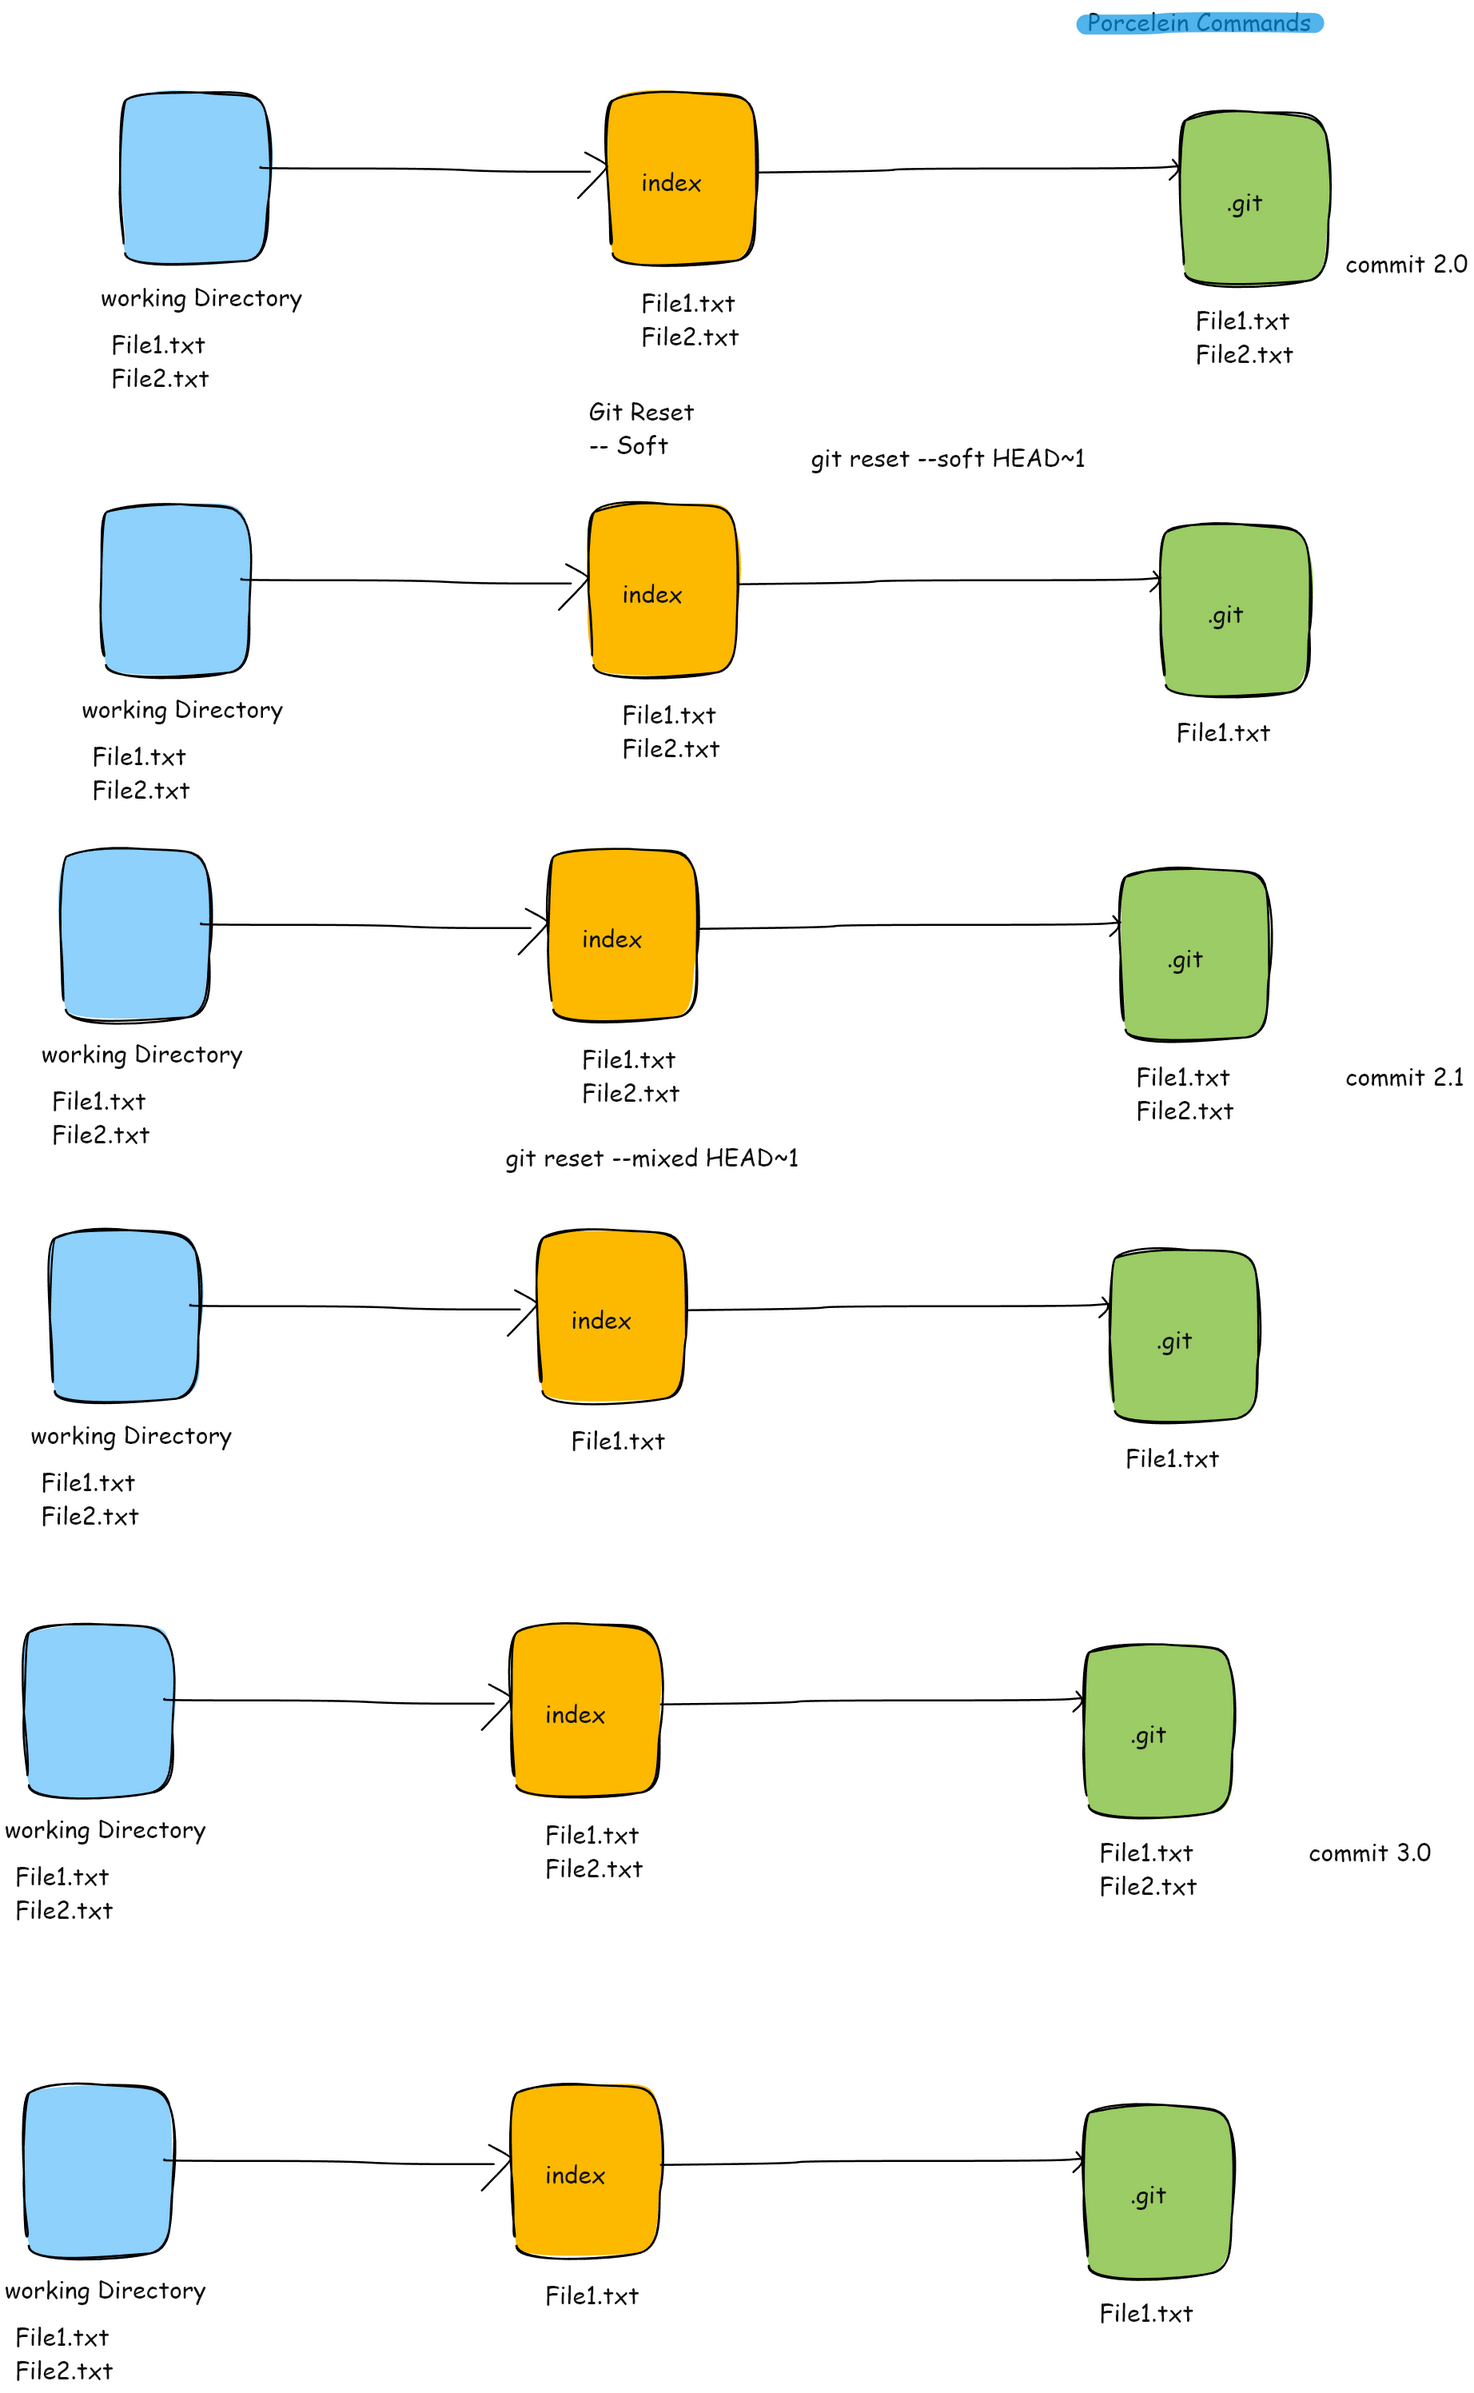 Porcelein Commands
index
.git
commit 2.0
working Directory
File1.txt
File2.txt
File1.txt
File2.txt
File1.txt
File2.txt
Git Reset
-- Soft
git reset --soft HEAD~1
index
.git
working Directory
File1.txt
File2.txt
File1.txt
File2.txt
File1.txt
index
.git
working Directory
File1.txt
File2.txt
File1.txt
File2.txt
File1.txt
File2.txt
commit 2.1
git reset --mixed HEAD~1
index
.git
working Directory
File1.txt
File2.txt
File1.txt
File1.txt
index
.git
working Directory
File1.txt
File2.txt
File1.txt
File2.txt
File1.txt
File2.txt
commit 3.0
index
.git
working Directory
File1.txt
File2.txt
File1.txt
File1.txt